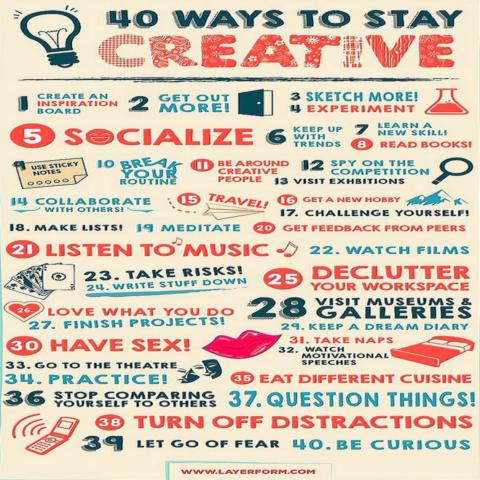 40 WAYS TO STAY
CREATIVE
1 CREATE AN
INSPIRATION
BOARD
2 GET OUT
MORE!
3 SKETCH MORE!
4 EXPERIMENT
5 SOCIALIZE
6 KEEP UP
WITH
TRENDS
7 LEARN A
NEW SKILL!
8 READ BOOKS!
9 USE STICKY
NOTES
10 BREAK
YOUR
ROUTINE
11 BE AROUND
CREATIVE
PEOPLE
12 SPY ON THE
COMPETITION
13 VISIT EXHBITIONS
14 COLLABORATE
WITH OTHERS!
15 TRAVEL!
16 GET A NEW HOBBY
17. CHALLENGE YOURSELF!
18. MAKE LISTS!
19 MEDITATE
20 GET FEEDBACK FROM PEERS
21 LISTEN TO MUSIC
22. WATCH FILMS
23. TAKE RISKS!
24. WRITE STUFF DOWN
25 DECLUTTER
YOUR WORKSPACE
26. LOVE WHAT YOU DO
27. FINISH PROJECTS!
28 VISIT MUSEUMS &
GALLERIES
29. KEEP A DREAM DIARY
30 HAVE SEX!
31. TAKE NAPS
32. WATCH
MOTIVATIONAL
SPEECHES
33. GO TO THE THEATRE
34. PRACTICE!
35 EAT DIFFERENT CUISINE
36 STOP COMPARING
YOURSELF TO OTHERS
37. QUESTION THINGS!
38 TURN OFF DISTRACTIONS
39 LET GO OF FEAR
40. BE CURIOUS
WWW.LAYERFORM.COM